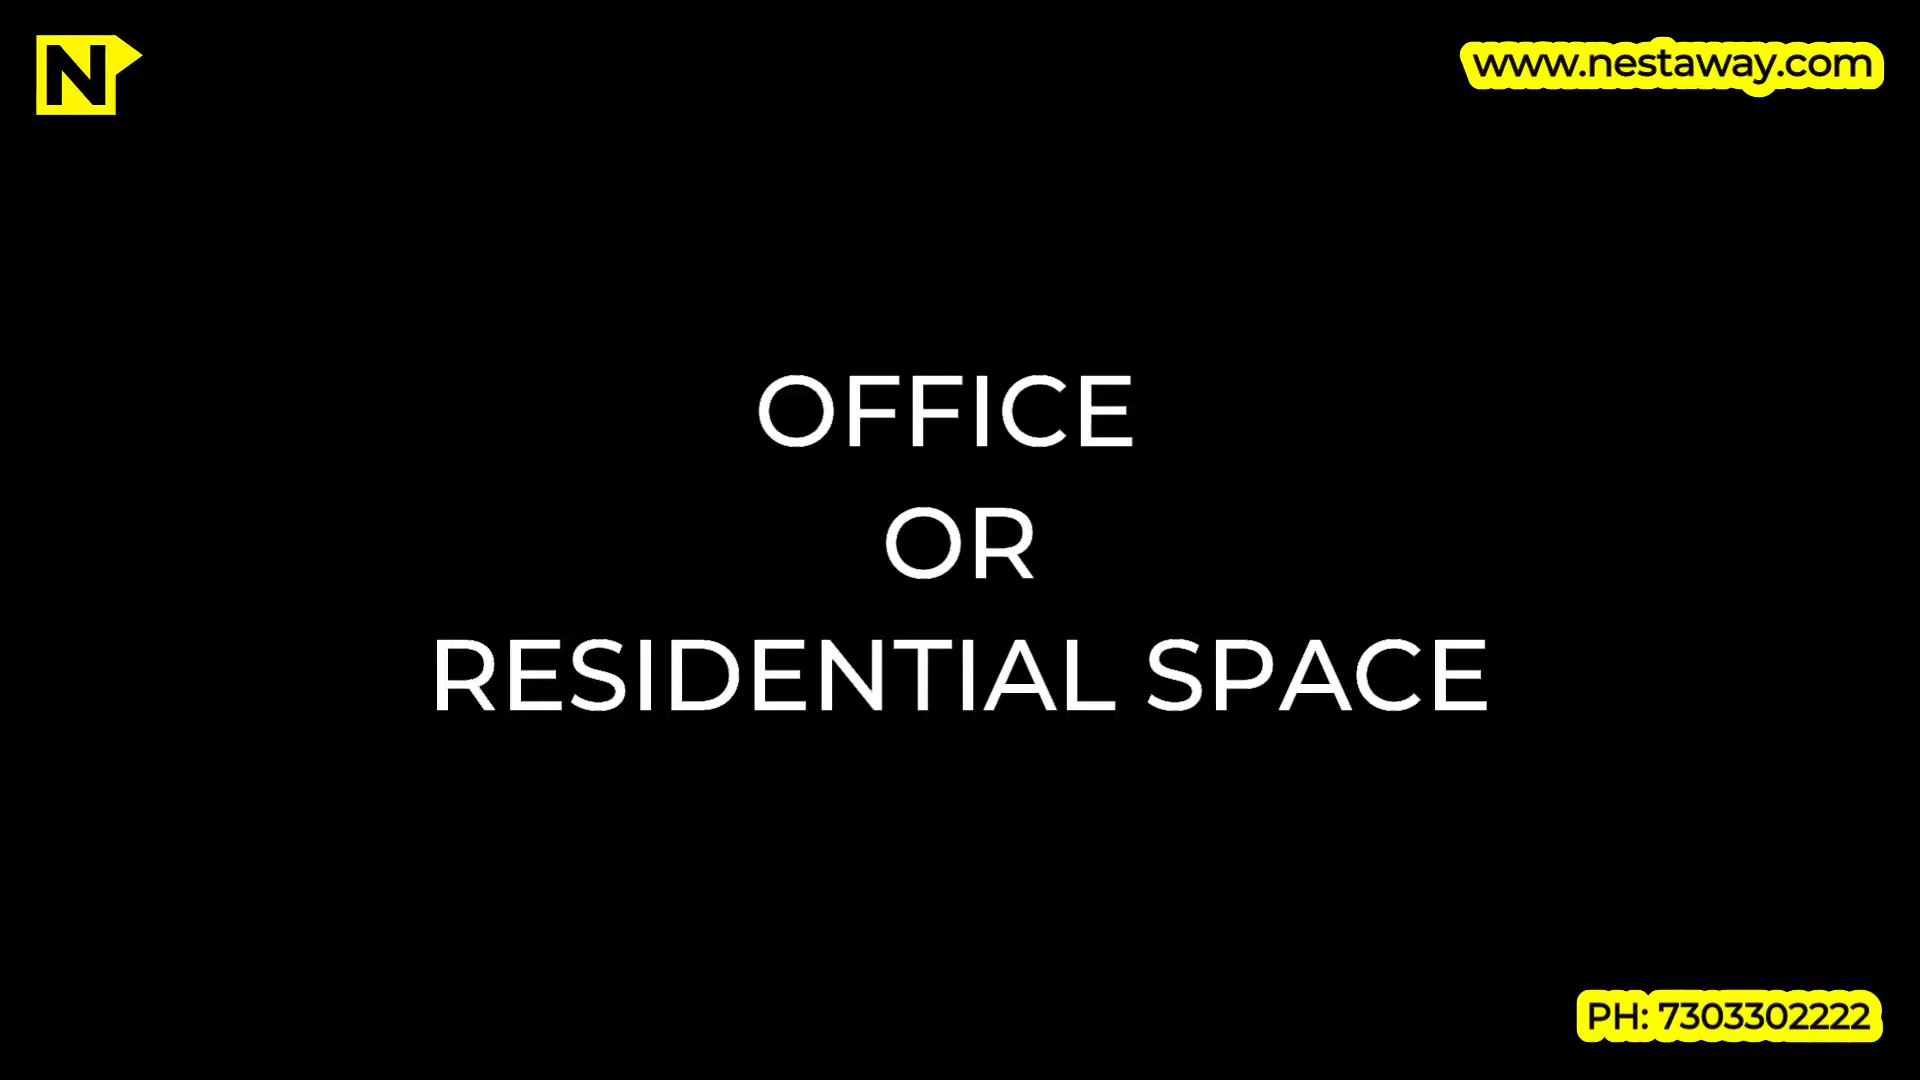 N
www.nestaway.com
OFFICE
OR
RESIDENTIAL SPACE
PH: 7303302222